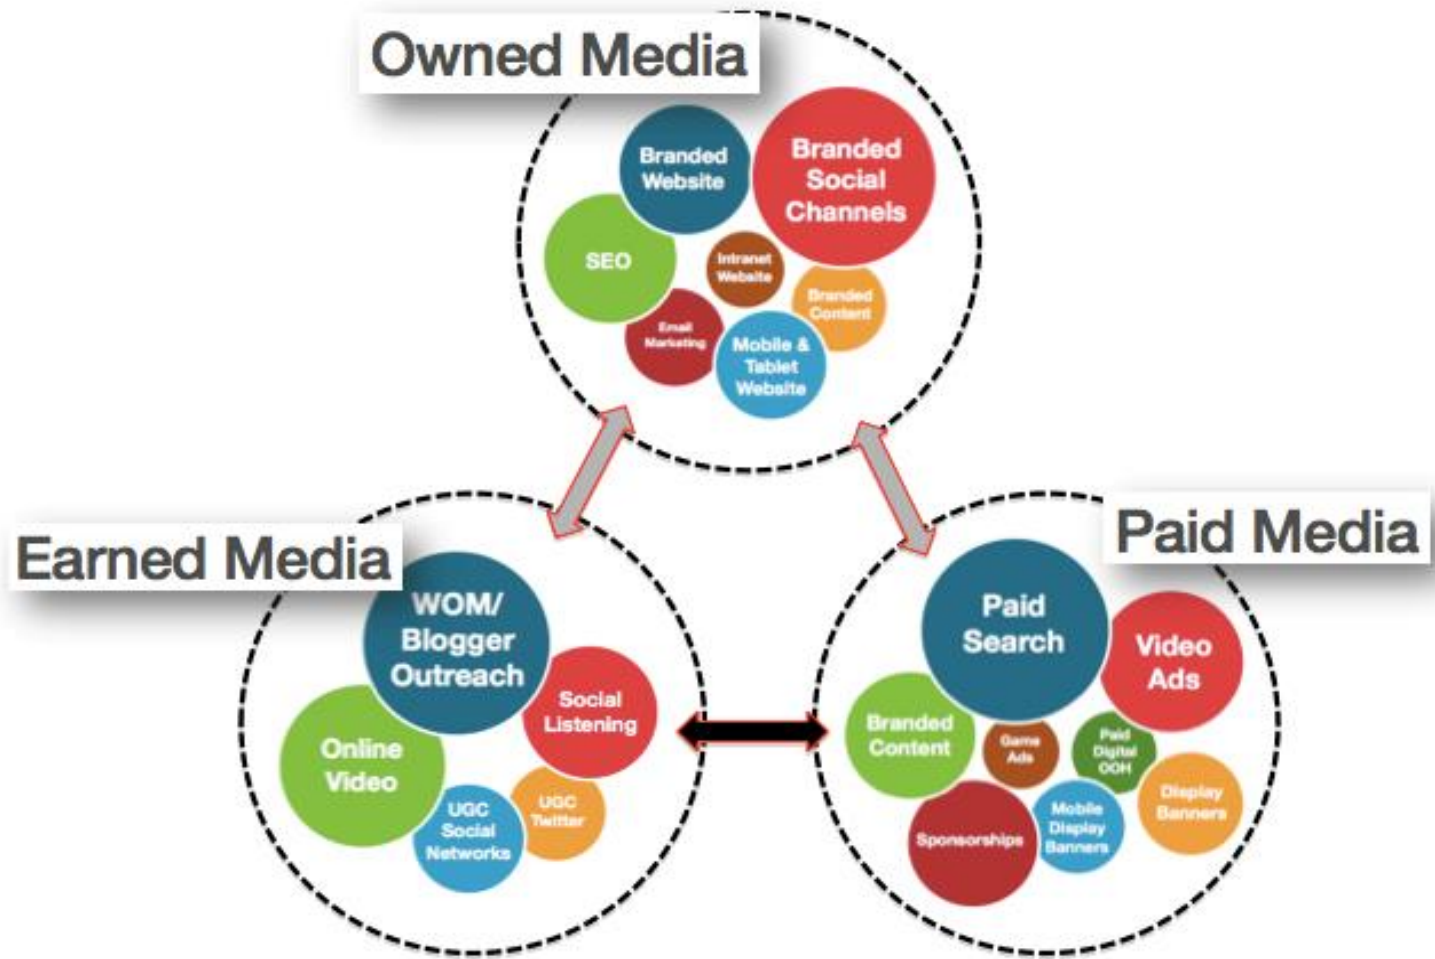 Owned Media
Branded
Website
Branded
Social
Channels
SEO
Intranet
Website
Branded
Content
Email
Marketing
Mobile &
Tablet
Website
Earned Media
WOM/
Blogger
Outreach
Social
Listening
Online
Video
UGC
Social
Networks
UGC
Twitter
Paid Media
Paid
Search
Video
Ads
Branded
Content
Game
Ads
Paid
Digital
OOH
Display
Banners
Sponsorships
Mobile
Display
Banners